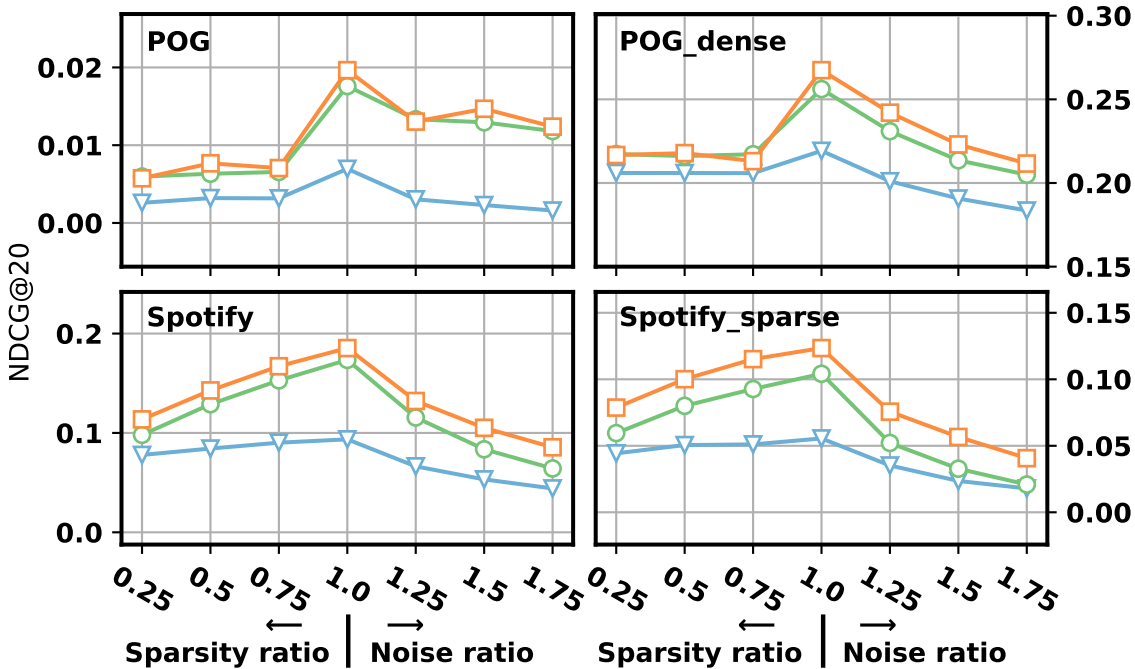 POG
POG_dense
0.02
0.01
0.00
0.30
0.25
0.20
0.15
NDCG@20
Spotify
Spotify_sparse
0.2
0.1
0.0
0.15
0.10
0.05
0.00
0.25 0.5 0.75 1.0 1.25 1.5 1.75
0.25 0.5 0.75 1.0 1.25 1.5 1.75
← | →
Sparsity ratio | Noise ratio
← | →
Sparsity ratio | Noise ratio